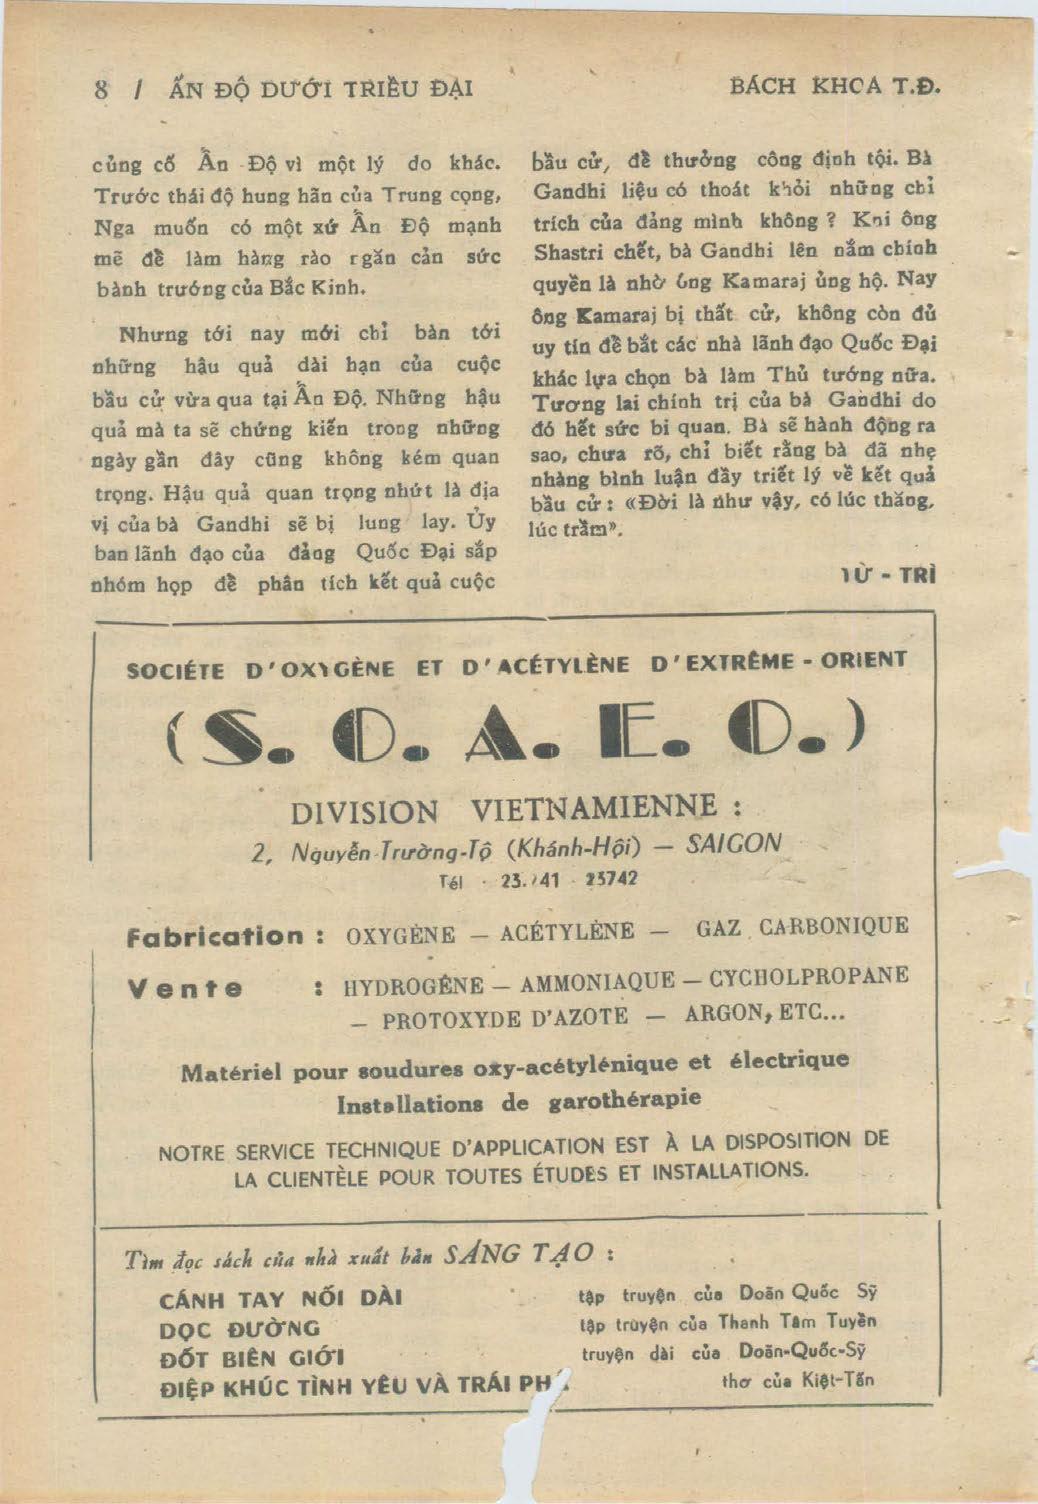 8 / ẤN ĐỘ DƯỚI TRIỀU ĐẠI
BÁCH KHOA T.Đ.
củng cố Ấn Độ vì một lý do khác.
Trước thái độ hung hãn của Trung cọng,
Nga muốn có một xứ Ấn Độ mạnh
mẽ để làm hàng rào ngăn cản sức
bành trướng của Bắc Kinh.
Nhưng tới nay mới chỉ bàn tới
những hậu quả dài hạn của cuộc
bầu cử vừa qua tại Ấn Độ. Những hậu
quả mà ta sẽ chứng kiến trong những
ngày gần đây cũng không kém quan
trọng. Hậu quả quan trọng nhứt là địa
vị của bà Gandhi sẽ bị lung lay. Ủy
ban lãnh đạo của đảng Quốc Đại sắp
nhóm họp để phân tích kết quả cuộc
bầu cử, để thưởng công định tội. Bà
Gandhi liệu có thoát khỏi những chỉ
trích của đảng mình không ? Khi ông
Shastri chết, bà Gandhi lên nắm chính
quyền là nhờ ông Kamaraj ủng hộ. Nay
ông Kamaraj bị thất cử, không còn đủ
uy tín để bắt các nhà lãnh đạo Quốc Đại
khác lựa chọn bà làm Thủ tướng nữa.
Tương lai chính trị của bà Gandhi do
đó hết sức bi quan. Bà sẽ hành động ra
sao, chưa rõ, chỉ biết rằng bà đã nhẹ
nhàng bình luận đầy triết lý về kết quả
bầu cử : «Đời là như vậy, có lúc thăng,
lúc trầm».
TỪ - TRÌ
SOCIÉTE D'OXYGÈNE ET D'ACÉTYLÈNE D'EXTRÊME - ORIENT
(S. O. A. E. O.)
DIVISION VIETNAMIENNE :
2, Nguyễn-Trường-Tộ (Khánh-Hội) — SAIGON
Tél 23.741 - 23742
Fabrication : OXYGÈNE — ACÉTYLÈNE — GAZ CARBONIQUE
Vente : HYDROGÈNE — AMMONIAQUE — CYCHOLPROPANE
— PROTOXYDE D'AZOTE — ARGON, ETC...
Matériel pour soudures oxy-acétylénique et électrique
Installations de garothérapie
NOTRE SERVICE TECHNIQUE D'APPLICATION EST À LA DISPOSITION DE
LA CLIENTÈLE POUR TOUTES ÉTUDES ET INSTALLATIONS.
Tìm đọc sách của nhà xuất bản SÁNG TẠO :
CÁNH TAY NỐI DÀI tập truyện của Doãn Quốc Sỹ
DỌC ĐƯỜNG tập truyện của Thanh Tâm Tuyền
ĐỐT BIÊN GIỚI truyện dài của Doãn-Quốc-Sỹ
ĐIỆP KHÚC TÌNH YÊU VÀ TRÁI PHÁ thơ của Kiệt-Tấn